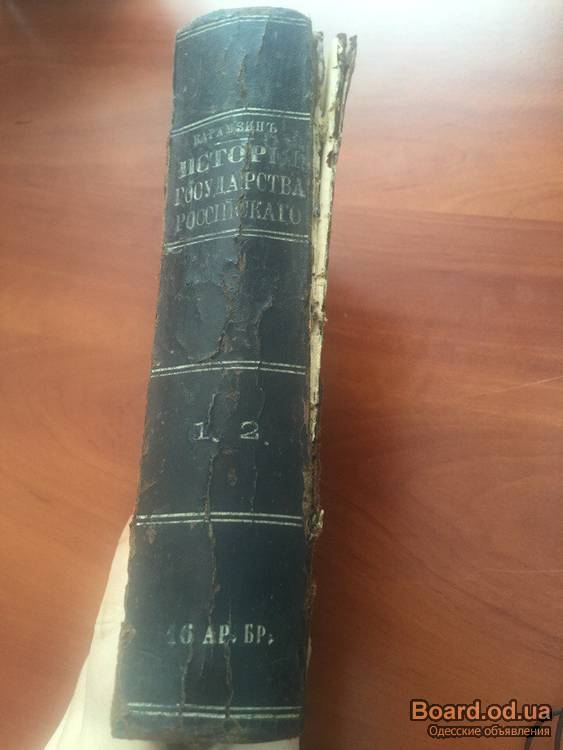 КАРАМЗИНЪ
ИСТОРІЯ
ГОСУДАРСТВА
РОССІЙСКАГО
1. 2.
16 АР. БР.
Board.od.ua
Одесские объявления